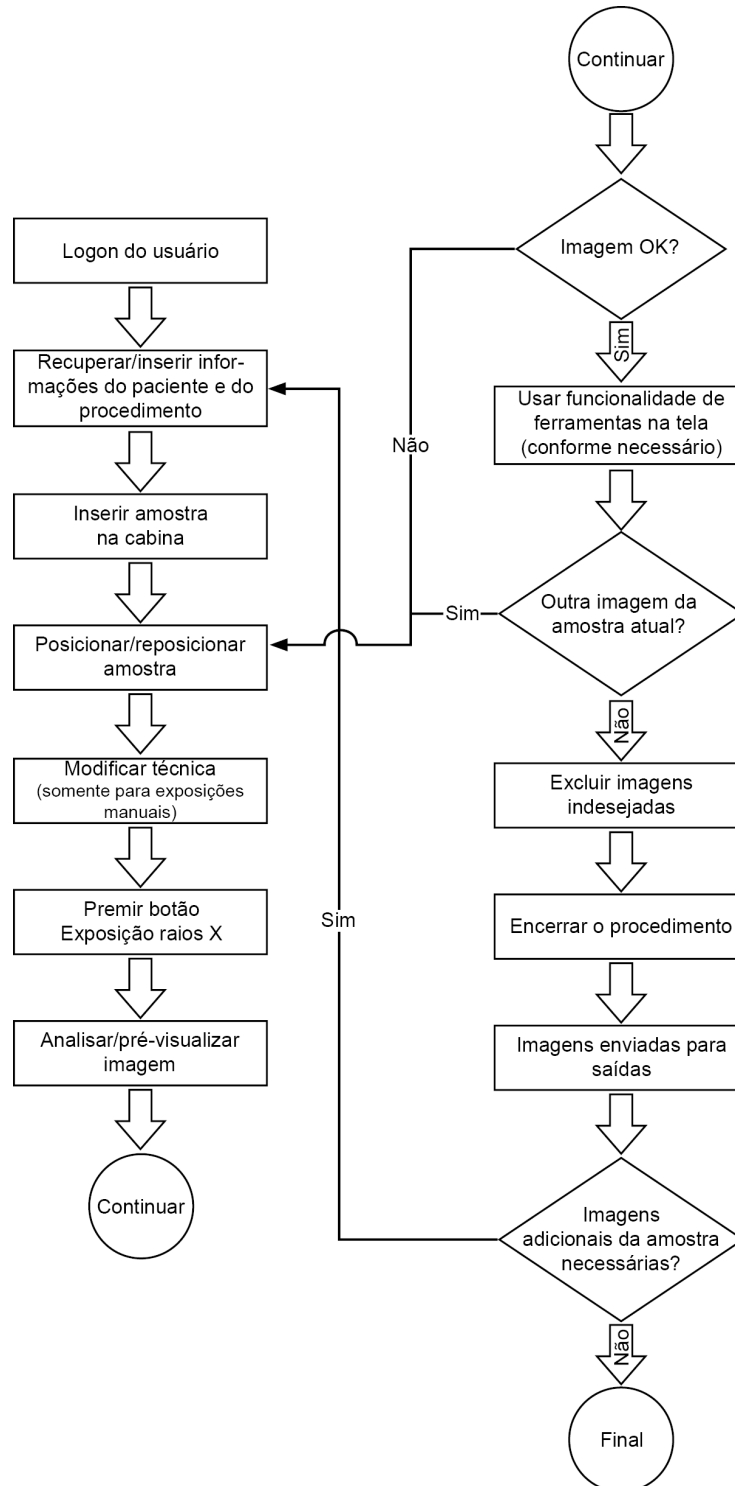 Logon do usuário
Recuperar/inserir infor-
mações do paciente e do
procedimento
Inserir amostra
na cabina
Posicionar/reposicionar
amostra
Modificar técnica
(somente para exposições
manuais)
Premir botão
Exposição raios X
Analisar/pré-visualizar
imagem
Continuar
Continuar
Imagem OK?
Não
Sim
Usar funcionalidade de
ferramentas na tela
(conforme necessário)
Outra imagem da
amostra atual?
Sim
Não
Excluir imagens
indesejadas
Encerrar o procedimento
Imagens enviadas para
saídas
Imagens
adicionais da amostra
necessárias?
Sim
Não
Final